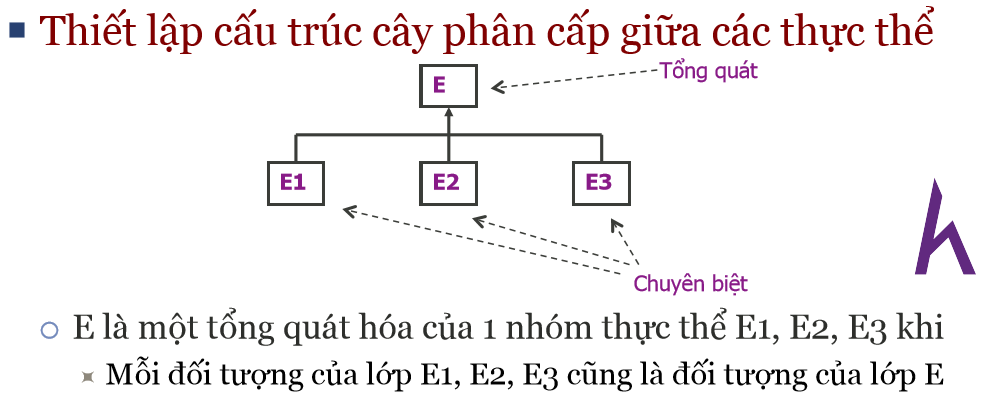 Thiết lập cấu trúc cây phân cấp giữa các thực thể
Tổng quát
E
E1 E2 E3
Chuyên biệt
E là một tổng quát hóa của 1 nhóm thực thể E1, E2, E3 khi
Mỗi đối tượng của lớp E1, E2, E3 cũng là đối tượng của lớp E